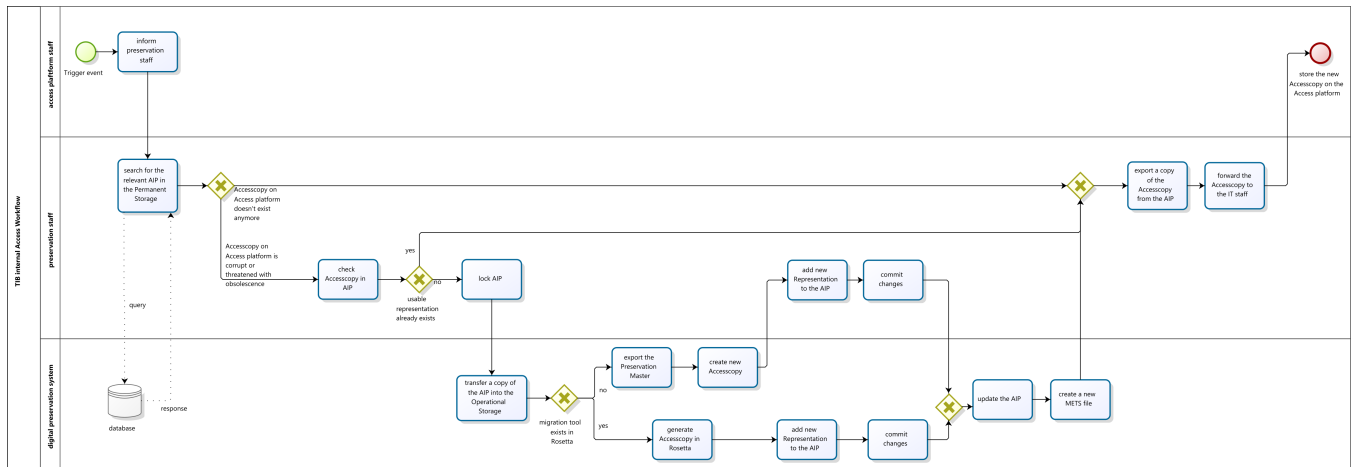 TIB internal Access Workflow
access plaftform staff
Trigger event
inform
preservation
staff
store the new
Accesscopy on the
Access platform
preservation staff
search for the
relevant AIP in
the Permanent
Storage
Accesscopy on
Access platform
doesn't exist
anymore
Accesscopy on
Access platform is
corrupt or
threatened with
obsolescence
check
Accesscopy in
AIP
yes
no
usable
representation
already exists
lock AIP
add new
Representation
to the AIP
commit
changes
export a copy
of the
Accesscopy
from the AIP
forward the
Accesscopy to
the IT staff
query
response
database
digital preservation system
transfer a copy of
the AIP into the
Operational
Storage
migration tool
exists in
Rosetta
no
yes
export the
Preservation
Master
create new
Accesscopy
generate
Accesscopy in
Rosetta
add new
Representation
to the AIP
commit
changes
update the AIP
create a new
METS file